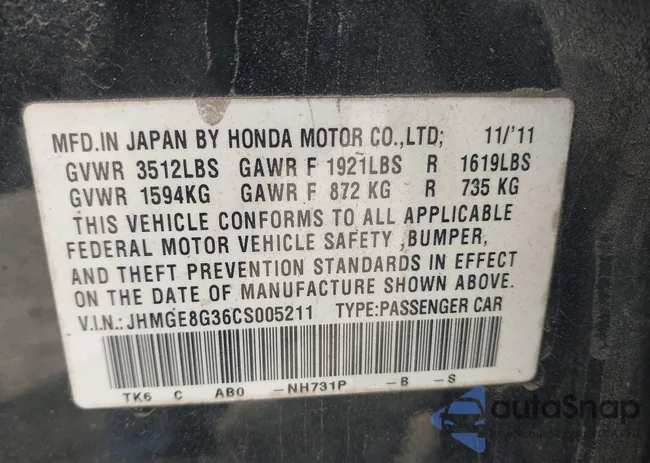 MFD.IN JAPAN BY HONDA MOTOR CO.,LTD; 11/'11
GVWR 3512LBS GAWR F 1921LBS R 1619LBS
GVWR 1594KG GAWR F 872 KG R 735 KG
THIS VEHICLE CONFORMS TO ALL APPLICABLE
FEDERAL MOTOR VEHICLE SAFETY ,BUMPER,
AND THEFT PREVENTION STANDARDS IN EFFECT
ON THE DATE OF MANUFACTURE SHOWN ABOVE.
V.I.N.:JHMGE8G36CS005211 TYPE:PASSENGER CAR
TK6 C AB0 -NH731P -B -S
autoSnap